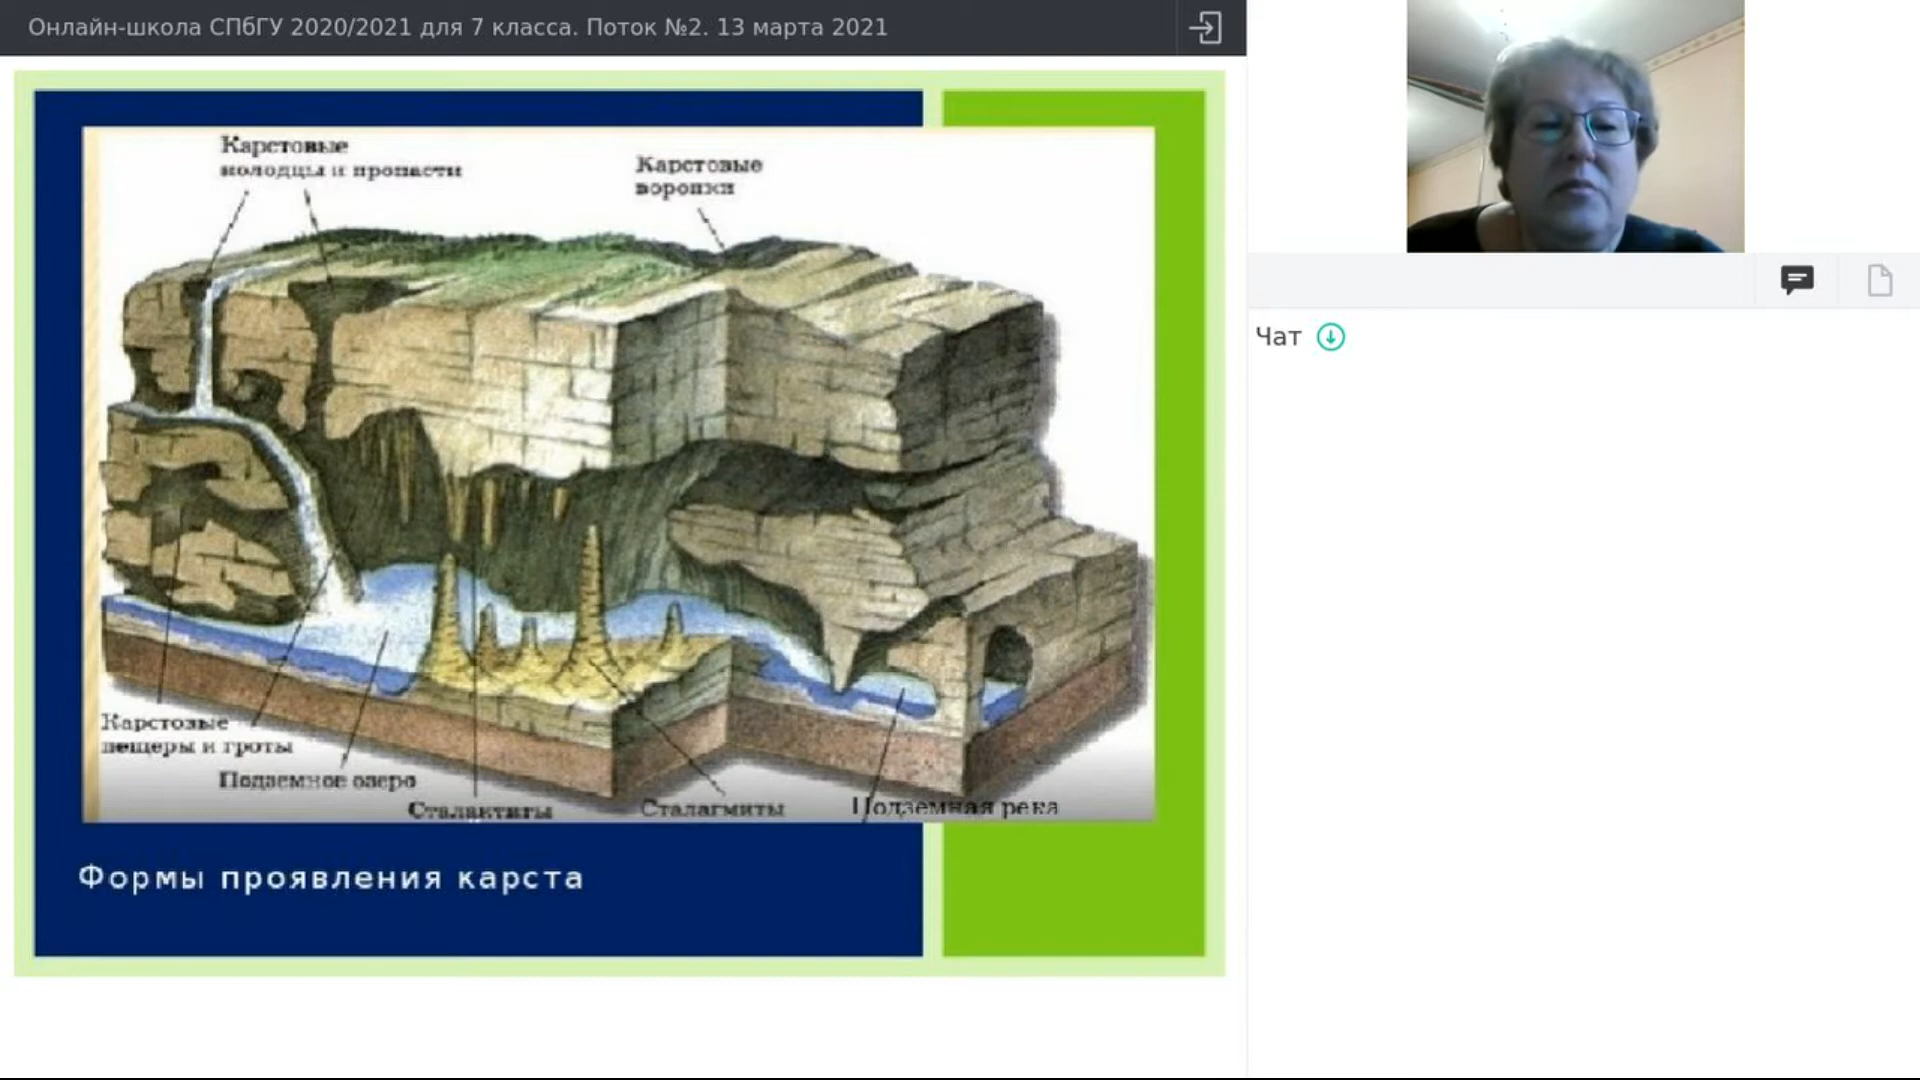 Онлайн-школа СПбГУ 2020/2021 для 7 класса. Поток №2. 13 марта 2021
Карстовые
колодцы и пропасти
Карстовые
воронки
Карстовые
пещеры и гроты
Подземное озеро
Сталактиты
Сталагмиты
Подземная река
Формы проявления карста
Чат